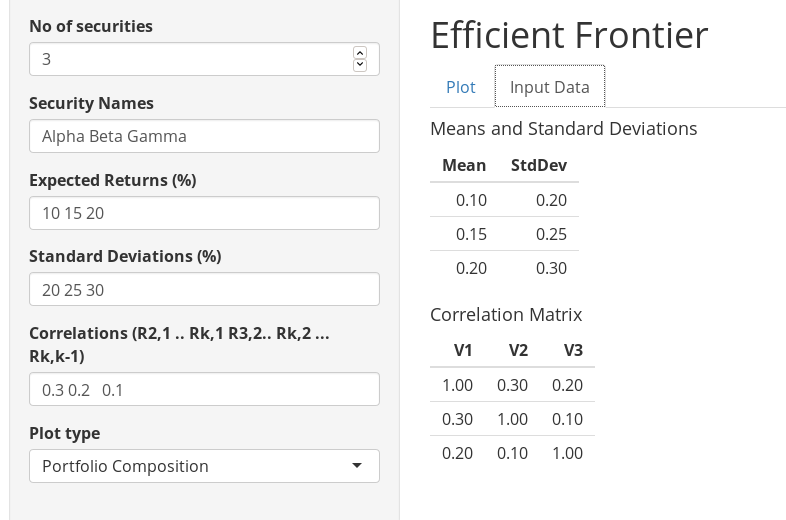 No of securities
3
Security Names
Alpha Beta Gamma
Expected Returns (%)
10 15 20
Standard Deviations (%)
20 25 30
Correlations (R2,1 .. Rk,1 R3,2.. Rk,2 ...
Rk,k-1)
0.3 0.2   0.1
Plot type
Portfolio Composition
Efficient Frontier
Plot Input Data
Means and Standard Deviations
Mean StdDev
0.10 0.20
0.15 0.25
0.20 0.30
Correlation Matrix
V1 V2 V3
1.00 0.30 0.20
0.30 1.00 0.10
0.20 0.10 1.00